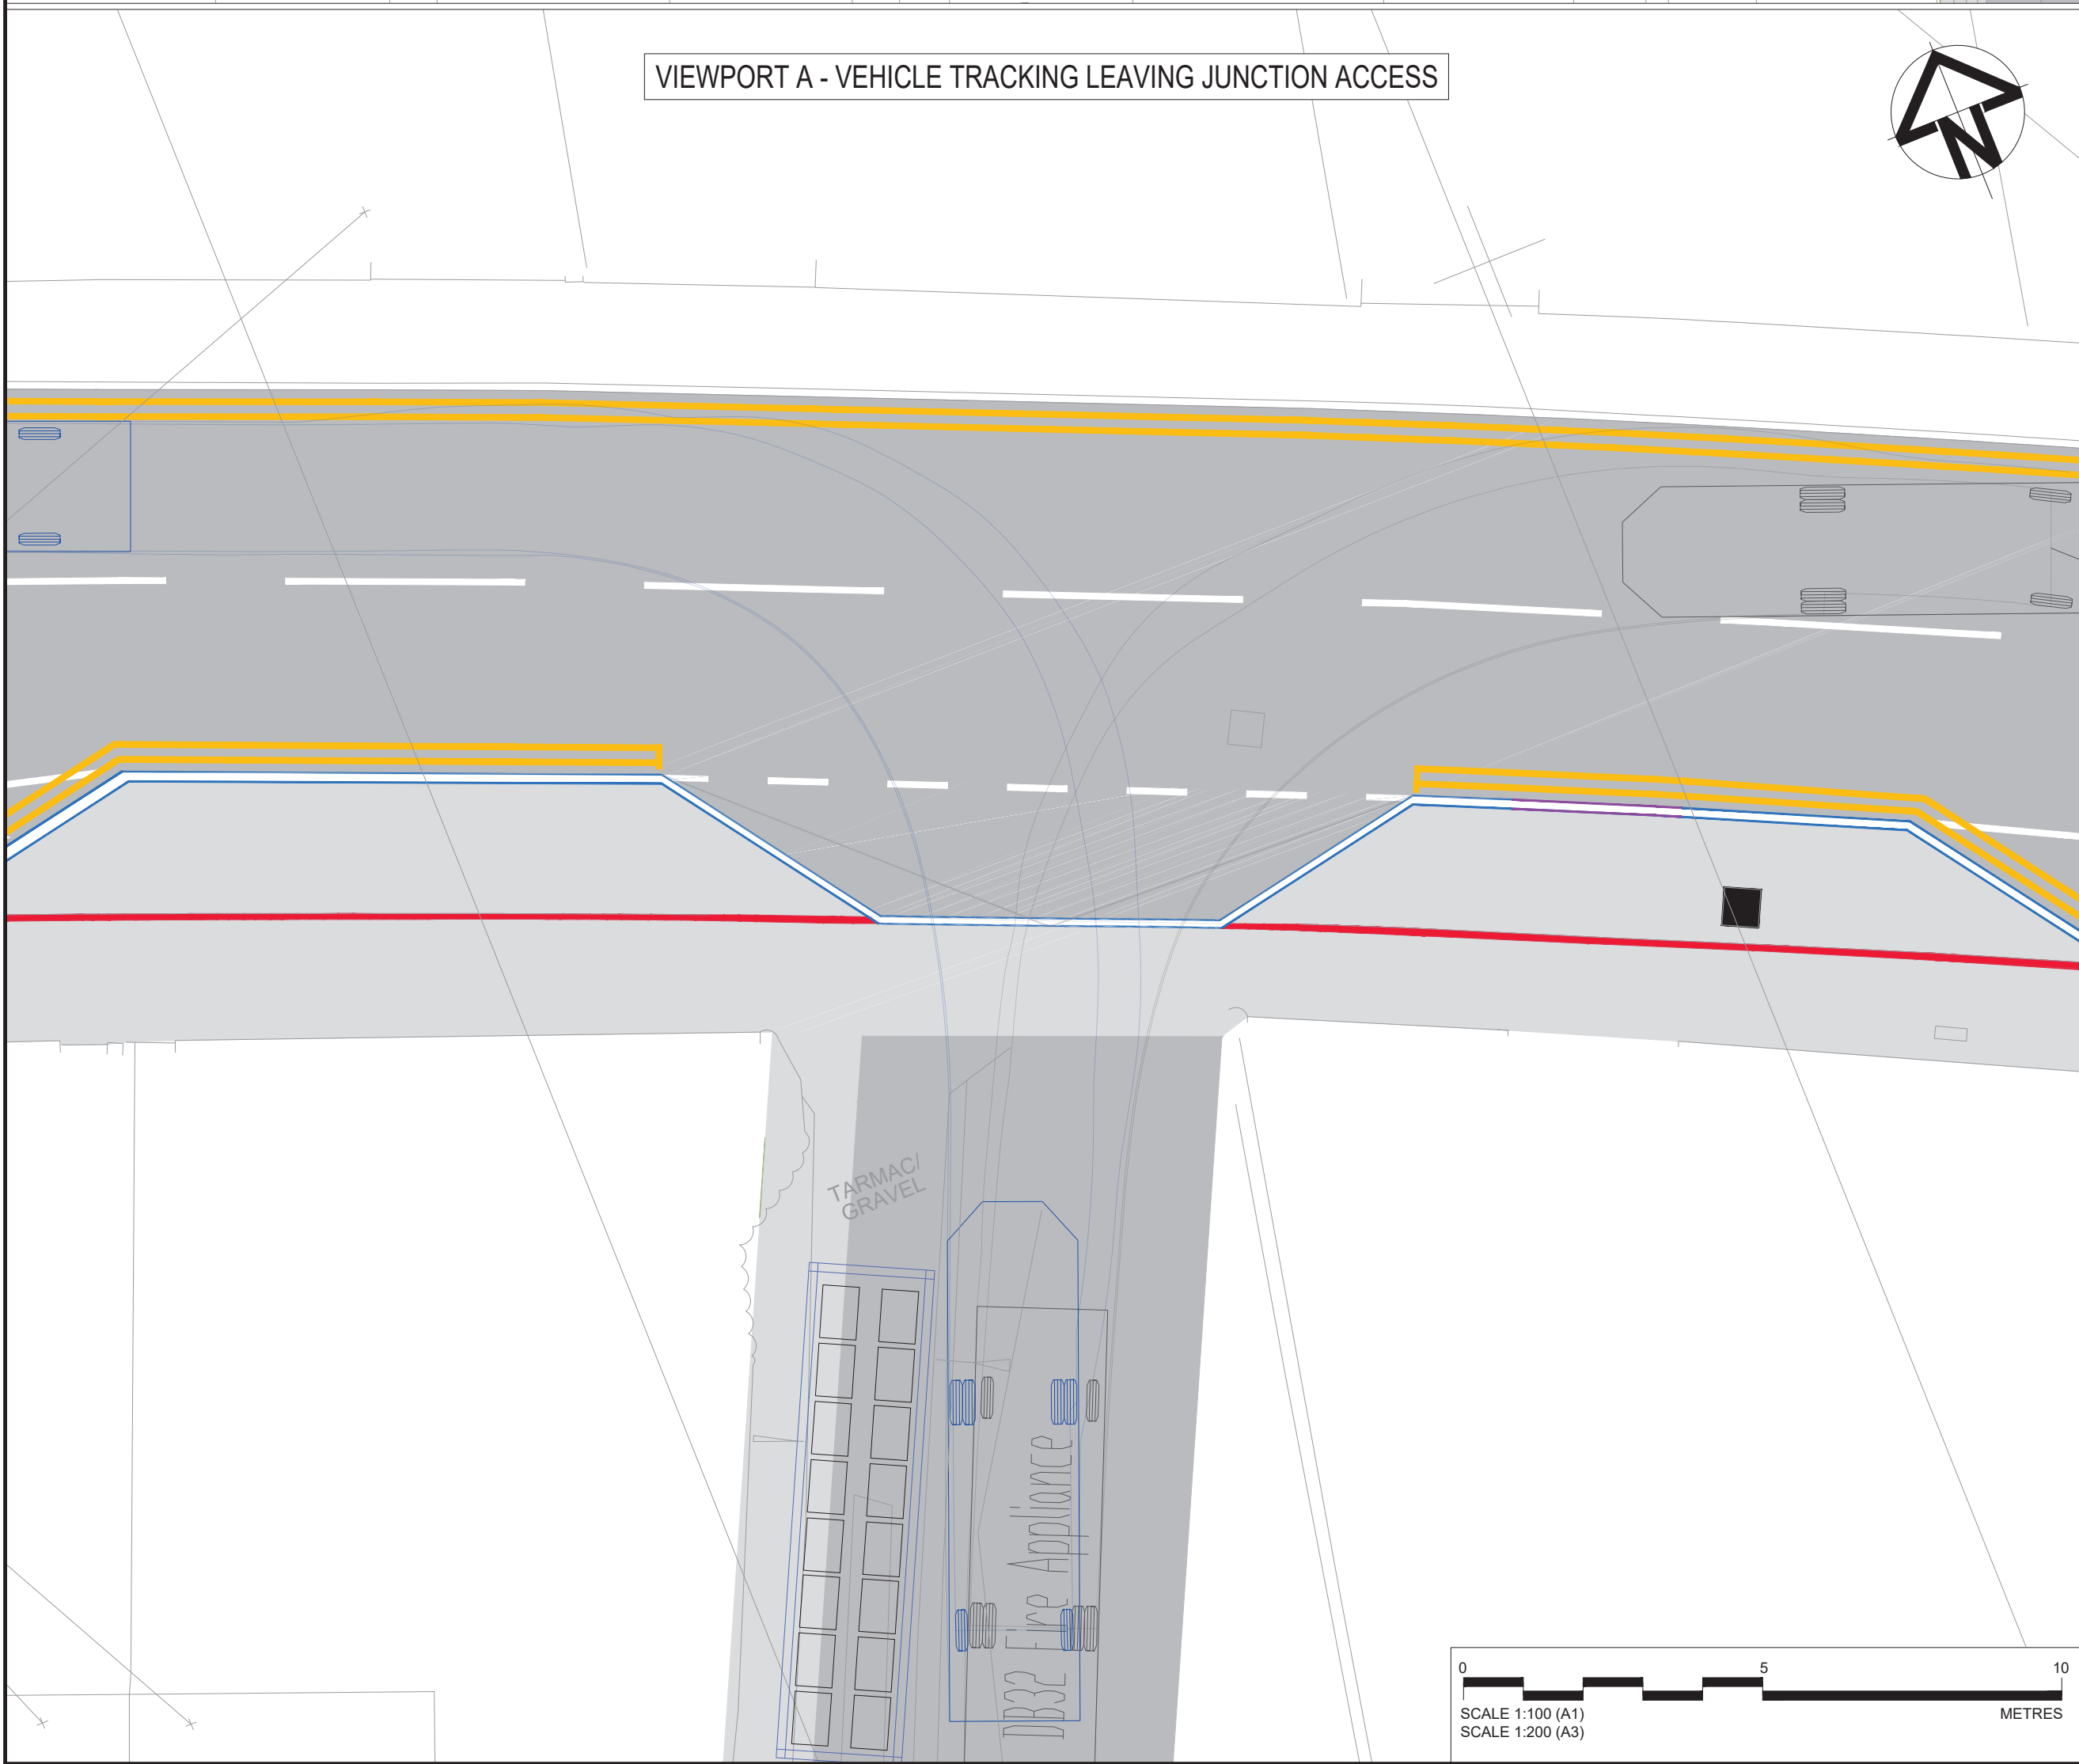 VIEWPORT A - VEHICLE TRACKING LEAVING JUNCTION ACCESS
N
TARMAC/
GRAVEL
DB32 Fire Appliance
0 5 10
SCALE 1:100 (A1) METRES
SCALE 1:200 (A3)